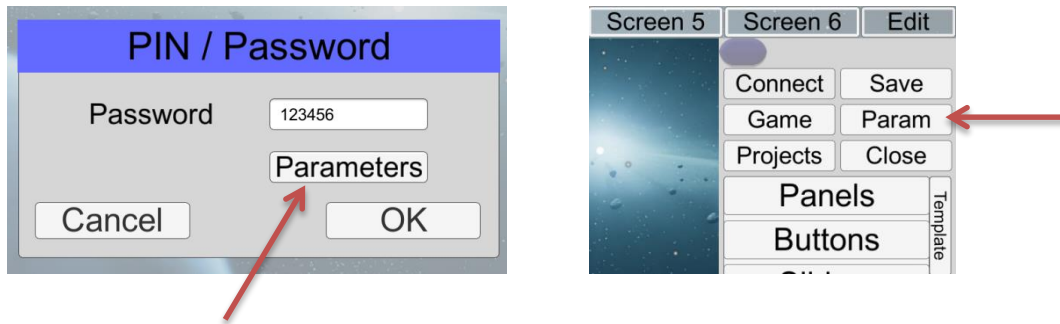 PIN / Password
Password 123456
Parameters
Cancel OK
Screen 5 Screen 6 Edit
Connect Save
Game Param
Projects Close
Panels
Template
Buttons